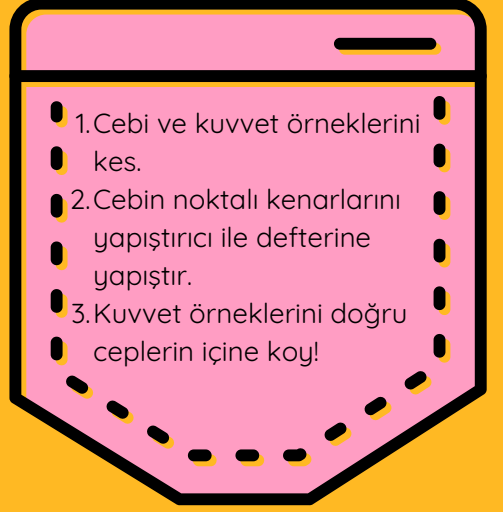 1. Cebi ve kuvvet örneklerini
kes.
2. Cebin noktalı kenarlarını
yapıştırıcı ile defterine
yapıştır.
3. Kuvvet örneklerini doğru
ceplerin içine koy!